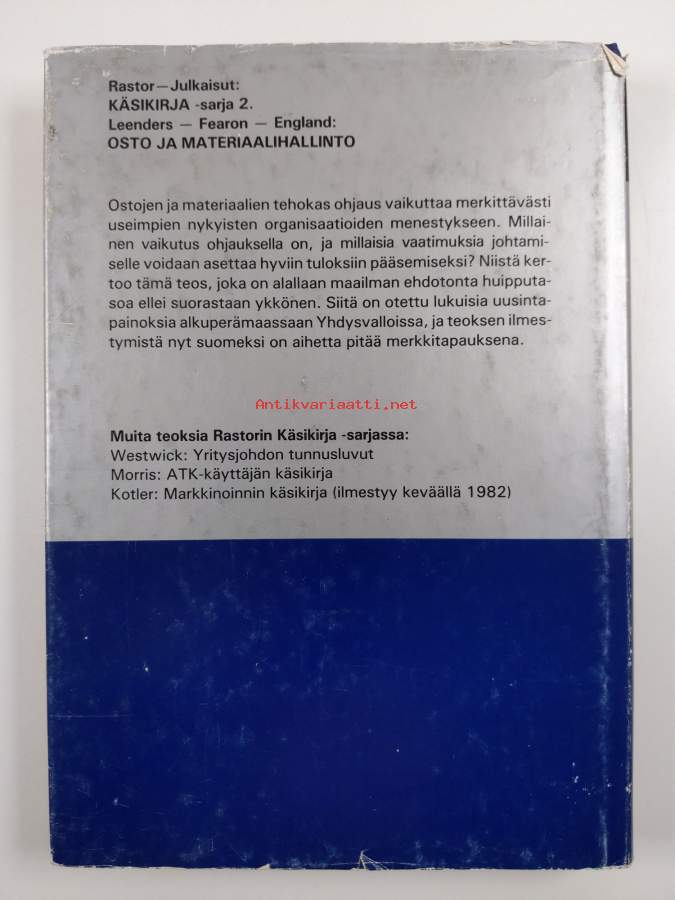 Rastor—Julkaisut:
KÄSIKIRJA -sarja 2.
Leenders — Fearon — England:
OSTO JA MATERIAALIHALLINTO
Ostojen ja materiaalien tehokas ohjaus vaikuttaa merkittävästi
useimpien nykyisten organisaatioiden menestykseen. Millai-
nen vaikutus ohjauksella on, ja millaisia vaatimuksia johtami-
selle voidaan asettaa hyviin tuloksiin pääsemiseksi? Niistä ker-
too tämä teos, joka on alallaan maailman ehdotonta huipputa-
soa ellei suorastaan ykkönen. Siitä on otettu lukuisia uusinta-
painoksia alkuperämaassaan Yhdysvalloissa, ja teoksen ilmes-
tymistä nyt suomeksi on aihetta pitää merkkitapauksena.
Antikvariaatti.net
Muita teoksia Rastorin Käsikirja -sarjassa:
Westwick: Yritysjohdon tunnusluvut
Morris: ATK-käyttäjän käsikirja
Kotler: Markkinoinnin käsikirja (ilmestyy keväällä 1982)